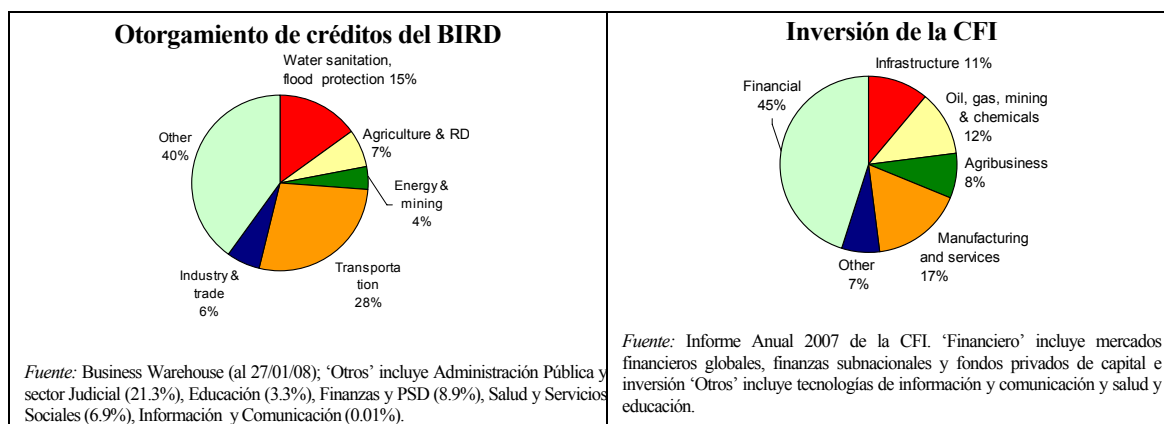 Otorgamiento de créditos del BIRD
Water sanitation,
flood protection 15%
Agriculture & RD
7%
Energy &
mining
4%
Transporta
tion
28%
Industry &
trade
6%
Other
40%
Fuente: Business Warehouse (al 27/01/08); ‘Otros’ incluye Administración Pública y
sector Judicial (21.3%), Educación (3.3%), Finanzas y PSD (8.9%), Salud y Servicios
Sociales (6.9%), Información y Comunicación (0.01%).
Inversión de la CFI
Infrastructure 11%
Oil, gas, mining
& chemicals
12%
Agribusiness
8%
Manufacturing
and services
17%
Other
7%
Financial
45%
Fuente: Informe Anual 2007 de la CFI. ‘Financiero’ incluye mercados
financieros globales, finanzas subnacionales y fondos privados de capital e
inversión ‘Otros’ incluye tecnologías de información y comunicación y salud y
educación.